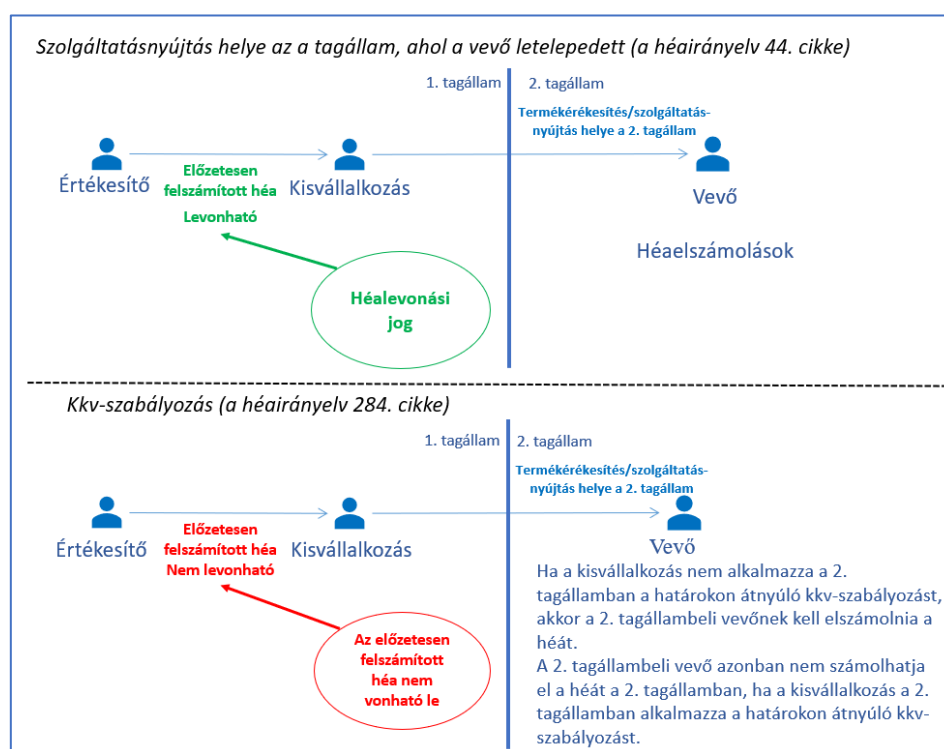 Szolgáltatásnyújtás helye az a tagállam, ahol a vevő letelepedett (a héairányelv 44. cikke)
1. tagállam
2. tagállam
Termékérékesítés/szolgáltatás-
nyújtás helye a 2. tagállam
Értékesítő
Előzetesen
felszámított héa
Levonható
Kisvállalkozás
Vevő
Héaelszámolások
Héalevonási
jog
Kkv-szabályozás (a héairányelv 284. cikke)
1. tagállam
2. tagállam
Termékérékesítés/szolgáltatás-
nyújtás helye a 2. tagállam
Értékesítő
Előzetesen
felszámított héa
Nem levonható
Kisvállalkozás
Vevő
Ha a kisvállalkozás nem alkalmazza a 2.
tagállamban a határokon átnyúló kkv-szabályozást,
akkor a 2. tagállambeli vevőnek kell elszámolnia a
héát.
A 2. tagállambeli vevő azonban nem számolhatja
el a héát a 2. tagállamban, ha a kisvállalkozás a 2.
tagállamban alkalmazza a határokon átnyúló kkv-
szabályozást.
Az előzetesen
felszámított
héa nem
vonható le